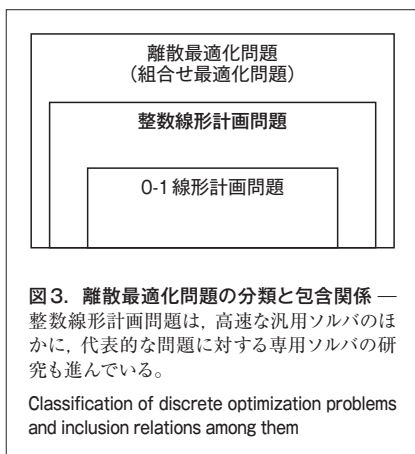 離散最適化問題
(組合せ最適化問題)
整数線形計画問題
0-1 線形計画問題
図3. 離散最適化問題の分類と包含関係 —
整数線形計画問題は，高速な汎用ソルバのほ
かに，代表的な問題に対する専用ソルバの研
究も進んでいる。
Classification of discrete optimization problems
and inclusion relations among them